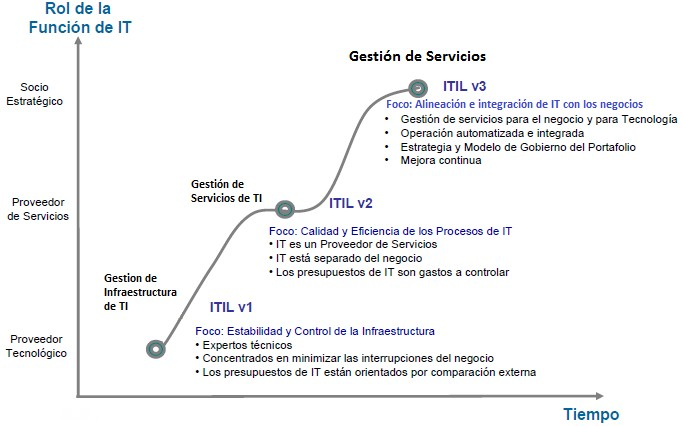 Rol de la
Función de IT
Gestión de Servicios
Socio
Estratégico
ITIL v3
Foco: Alineación e integración de IT con los negocios
• Gestión de servicios para el negocio y para Tecnología
• Operación automatizada e integrada
• Estrategia y Modelo de Gobierno del Portafolio
• Mejora continua
Gestión de
Servicios de TI
Proveedor
de Servicios
ITIL v2
Foco: Calidad y Eficiencia de los Procesos de IT
• IT es un Proveedor de Servicios
• IT está separado del negocio
• Los presupuestos de IT son gastos a controlar
Gestion de
Infraestructura
de TI
ITIL v1
Foco: Estabilidad y Control de la Infraestructura
• Expertos técnicos
• Concentrados en minimizar las interrupciones del negocio
• Los presupuestos de IT están orientados por comparación externa
Proveedor
Tecnológico
Tiempo